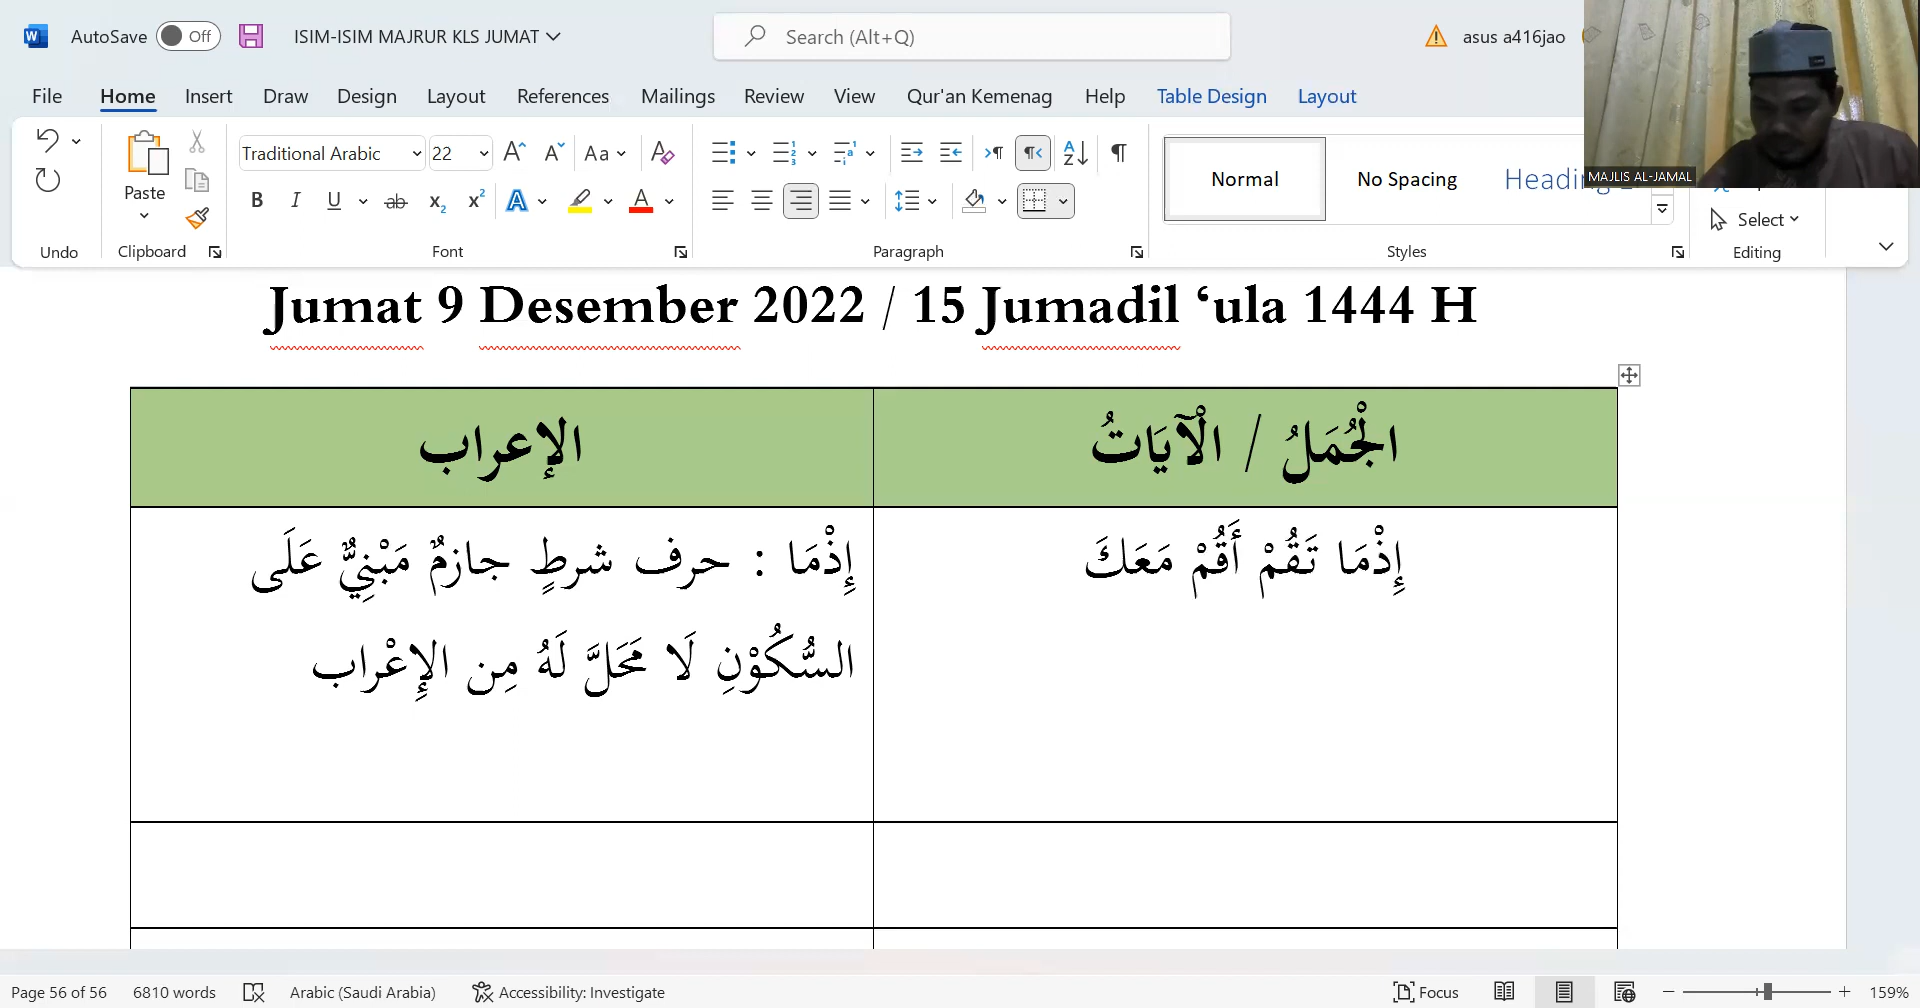 AutoSave Off ISIM-ISIM MAJRUR KLS JUMAT Search (Alt+Q) asus a416jao
File Home Insert Draw Design Layout References Mailings Review View Qur'an Kemenag Help Table Design Layout
Traditional Arabic 22 Aa
Paste
B I U ab
Normal No Spacing Heading
MAJLIS AL-JAMAL
Select
Undo Clipboard Font Paragraph Styles Editing
Jumat 9 Desember 2022 / 15 Jumadil ‘ula 1444 H
الْجُمَلُ / الْآيَاتُ
الإعراب
إِذْمَا تَقُمْ أَقُمْ مَعَكَ
إِذْمَا : حرف شرطٍ جازمٌ مَبْنِيٌّ عَلَى
السُّكُوْنِ لَا مَحَلَّ لَهُ مِن الإِعْراب
Page 56 of 56 6810 words Arabic (Saudi Arabia) Accessibility: Investigate Focus 159%